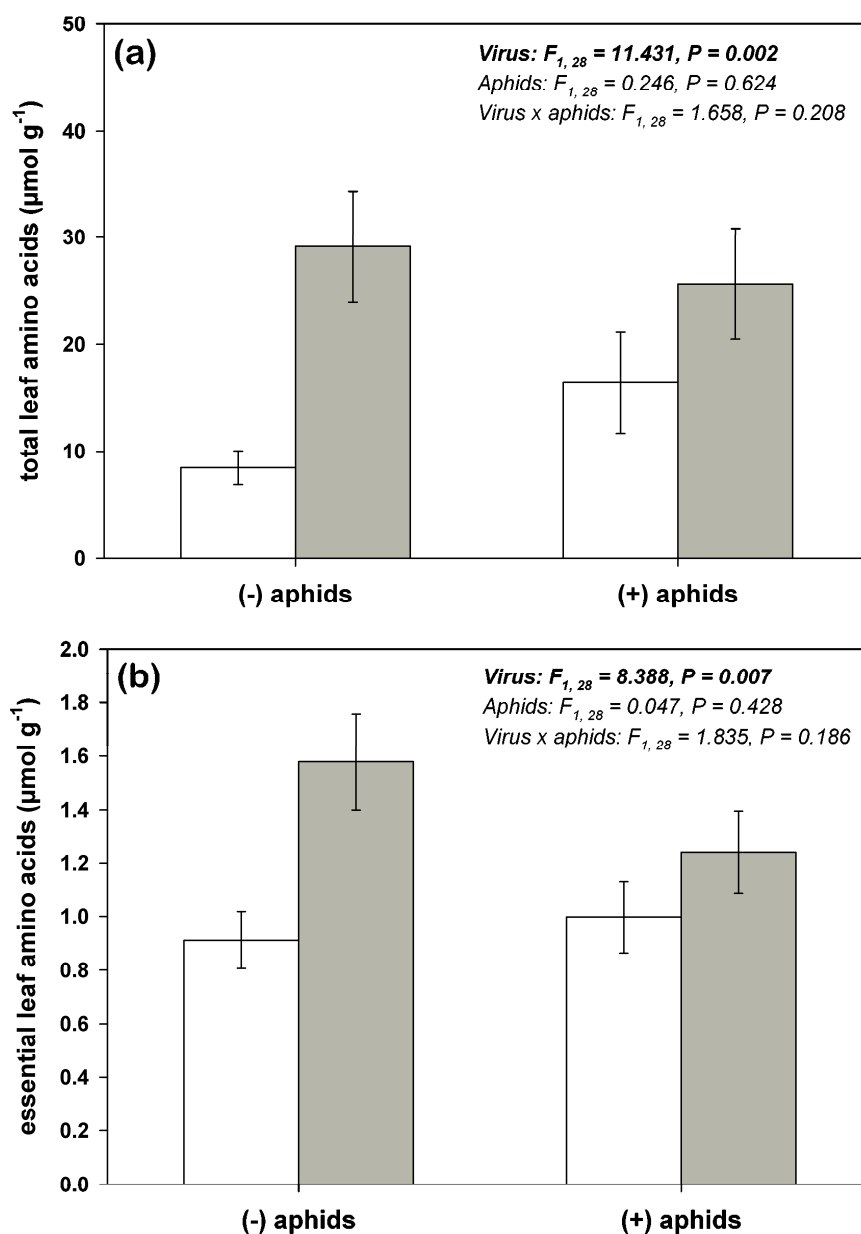 (a)
Virus: F1, 28 = 11.431, P = 0.002
Aphids: F1, 28 = 0.246, P = 0.624
Virus x aphids: F1, 28 = 1.658, P = 0.208
total leaf amino acids (µmol g-1)
50
40
30
20
10
0
(-) aphids (+) aphids
(b)
Virus: F1, 28 = 8.388, P = 0.007
Aphids: F1, 28 = 0.047, P = 0.428
Virus x aphids: F1, 28 = 1.835, P = 0.186
essential leaf amino acids (µmol g-1)
2.0
1.8
1.6
1.4
1.2
1.0
0.8
0.6
0.4
0.2
0.0
(-) aphids (+) aphids